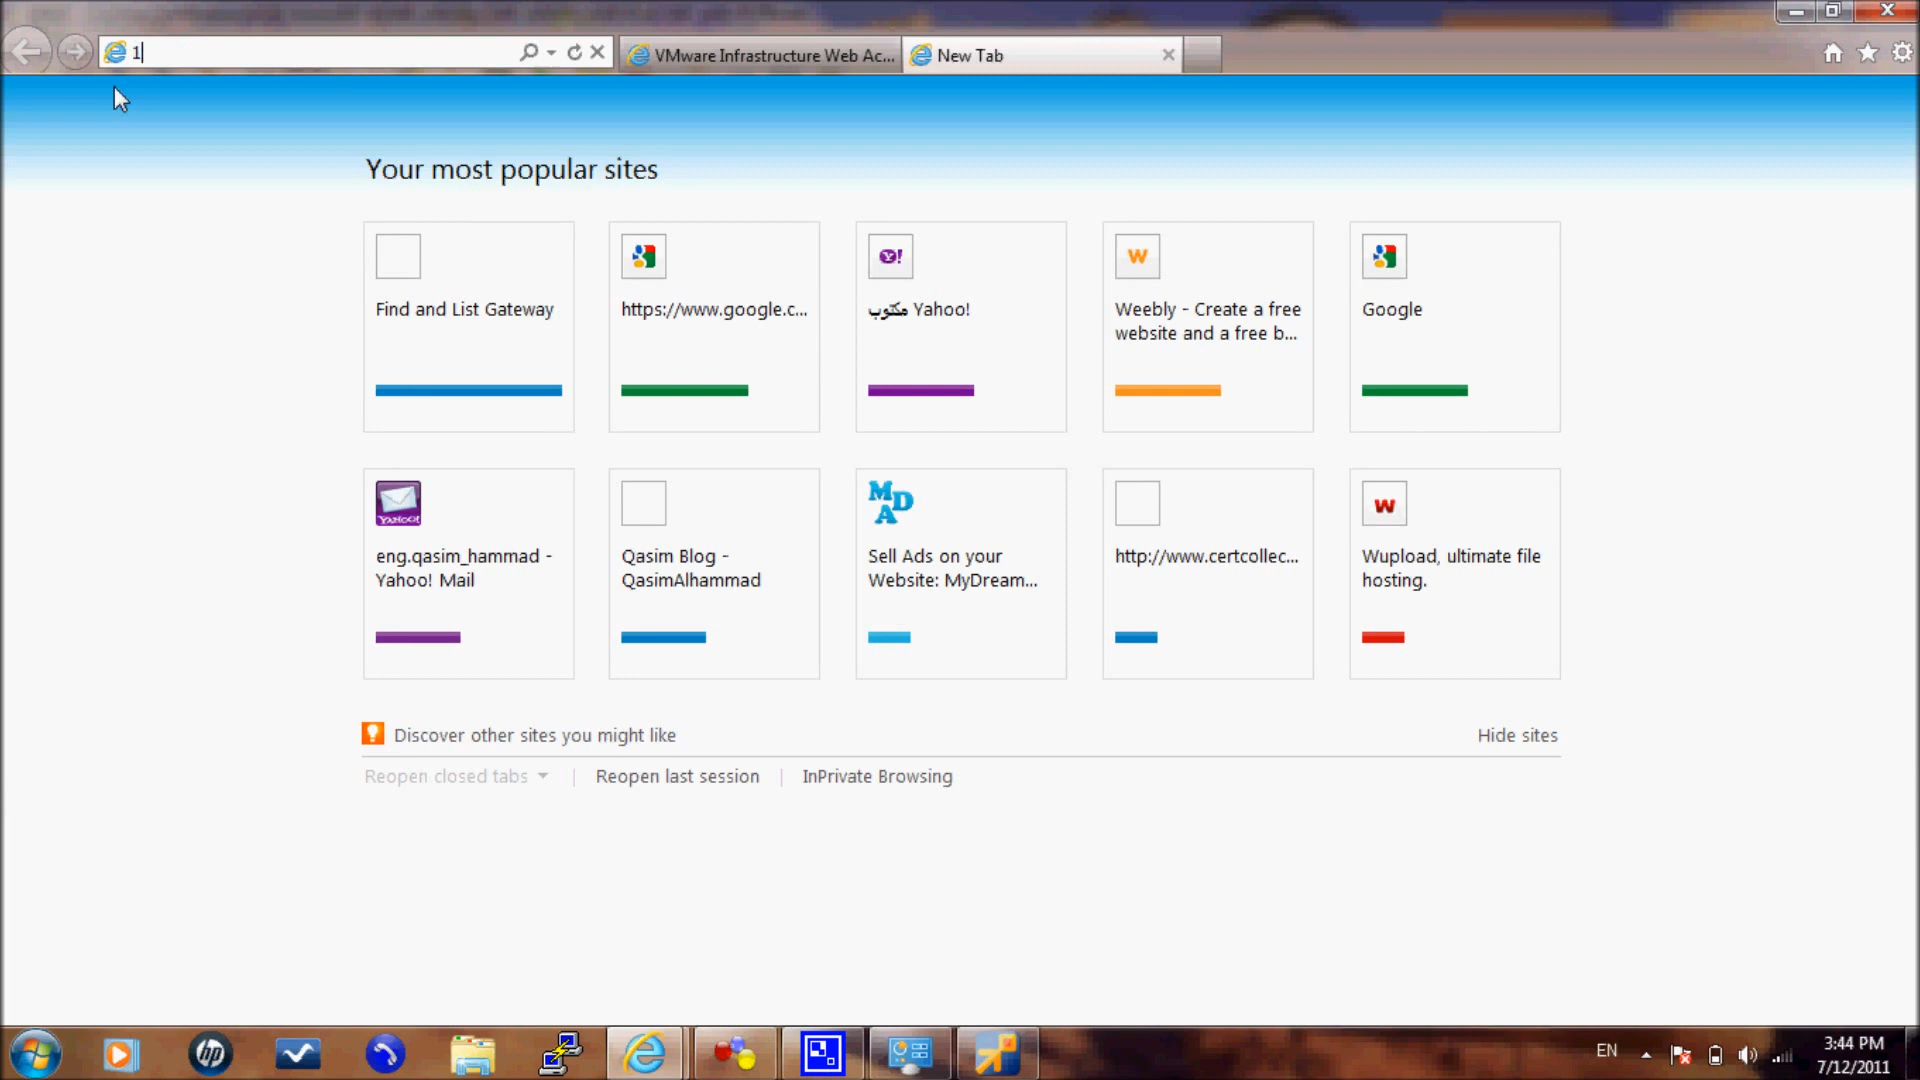 1
VMware Infrastructure Web Ac...
New Tab
Your most popular sites
Find and List Gateway
https://www.google.c...
Y!
مكتوب Yahoo!
w
Weebly - Create a free
website and a free b...
Google
YAHOO!
eng.qasim_hammad -
Yahoo! Mail
Qasim Blog -
QasimAlhammad
MDA
Sell Ads on your
Website: MyDream...
http://www.certcollec...
w
Wupload, ultimate file
hosting.
Discover other sites you might like
Hide sites
Reopen closed tabs
Reopen last session
InPrivate Browsing
hp
EN
3:44 PM
7/12/2011